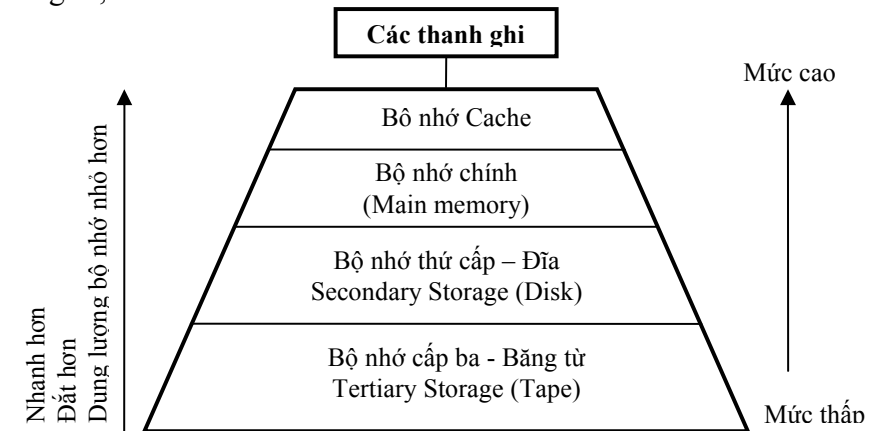 Các thanh ghi
Mức cao
Bô nhớ Cache
Bộ nhớ chính
(Main memory)
Bộ nhớ thứ cấp – Đĩa
Secondary Storage (Disk)
Bộ nhớ cấp ba - Băng từ
Tertiary Storage (Tape)
Nhanh hơn
Đắt hơn
Dung lượng bộ nhớ nhỏ hơn
Mức thấp